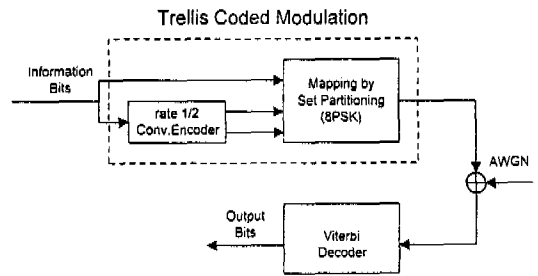 Trellis Coded Modulation
Information
Bits
rate 1/2
Conv.Encoder
Mapping by
Set Partitioning
(8PSK)
AWGN
Output
Bits
Viterbi
Decoder